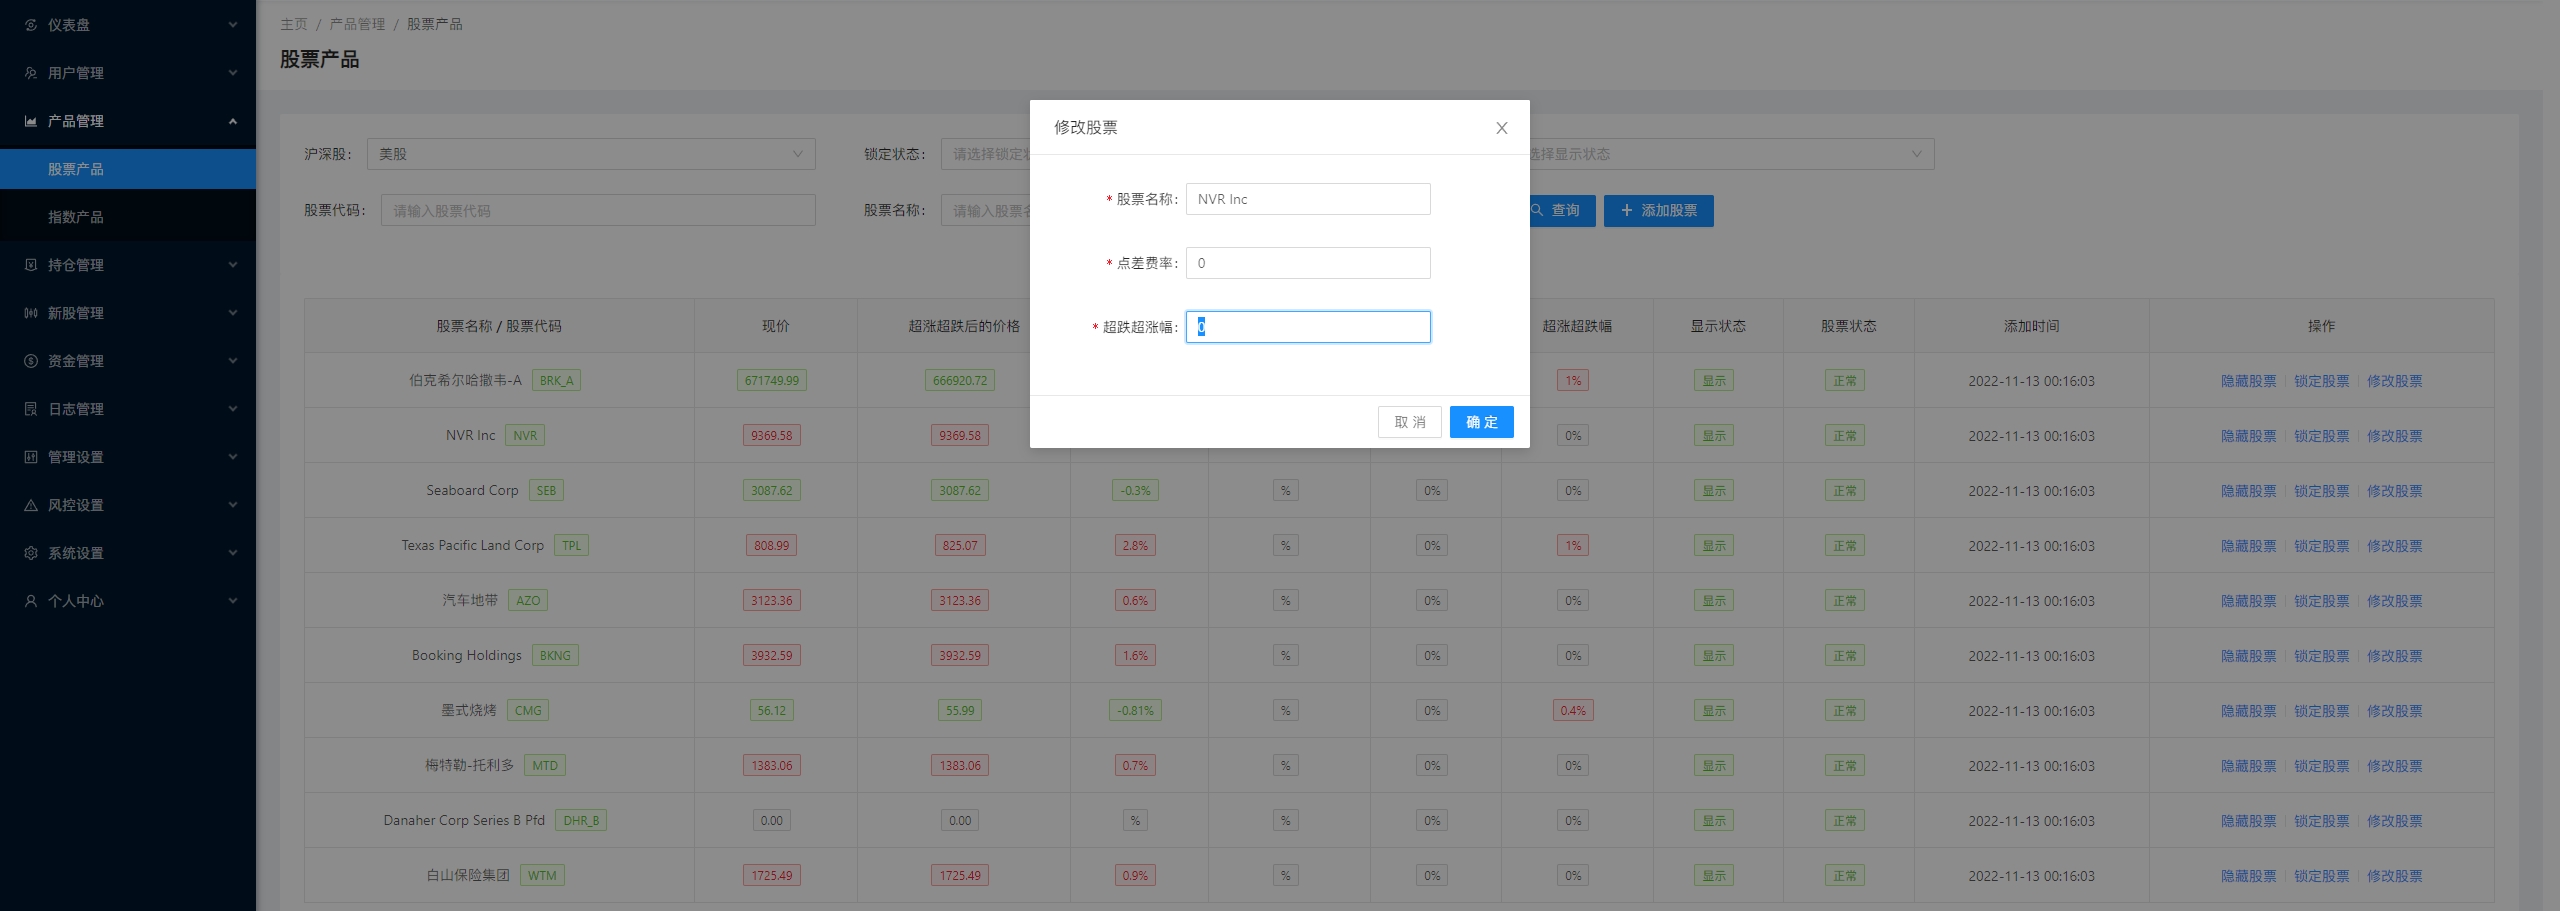 仪表盘
用户管理
产品管理
股票产品
指数产品
持仓管理
新股管理
资金管理
日志管理
管理设置
风控设置
系统设置
个人中心
主页 / 产品管理 / 股票产品
股票产品
沪深股: 美股 锁定状态: 请选择锁定 选择显示状态
股票代码: 请输入股票代码 股票名称: 请输入股票 查询 + 添加股票
修改股票
* 股票名称: NVR Inc
* 点差费率: 0
* 超跌超涨幅: 0
取 消 确 定
股票名称 / 股票代码 现价 超涨超跌后的价格 超涨超跌幅 显示状态 股票状态 添加时间 操作
伯克希尔哈撒韦-A BRK_A 671749.99 666920.72 1% 显示 正常 2022-11-13 00:16:03 隐藏股票 锁定股票 修改股票
NVR Inc NVR 9369.58 9369.58 0% 显示 正常 2022-11-13 00:16:03 隐藏股票 锁定股票 修改股票
Seaboard Corp SEB 3087.62 3087.62 -0.3% % 0% 0% 显示 正常 2022-11-13 00:16:03 隐藏股票 锁定股票 修改股票
Texas Pacific Land Corp TPL 808.99 825.07 2.8% % 0% 1% 显示 正常 2022-11-13 00:16:03 隐藏股票 锁定股票 修改股票
汽车地带 AZO 3123.36 3123.36 0.6% % 0% 0% 显示 正常 2022-11-13 00:16:03 隐藏股票 锁定股票 修改股票
Booking Holdings BKNG 3932.59 3932.59 1.6% % 0% 0% 显示 正常 2022-11-13 00:16:03 隐藏股票 锁定股票 修改股票
墨式烧烤 CMG 56.12 55.99 -0.81% % 0% 0.4% 显示 正常 2022-11-13 00:16:03 隐藏股票 锁定股票 修改股票
梅特勒-托利多 MTD 1383.06 1383.06 0.7% % 0% 0% 显示 正常 2022-11-13 00:16:03 隐藏股票 锁定股票 修改股票
Danaher Corp Series B Pfd DHR_B 0.00 0.00 % % 0% 0% 显示 正常 2022-11-13 00:16:03 隐藏股票 锁定股票 修改股票
白山保险集团 WTM 1725.49 1725.49 0.9% % 0% 0% 显示 正常 2022-11-13 00:16:03 隐藏股票 锁定股票 修改股票